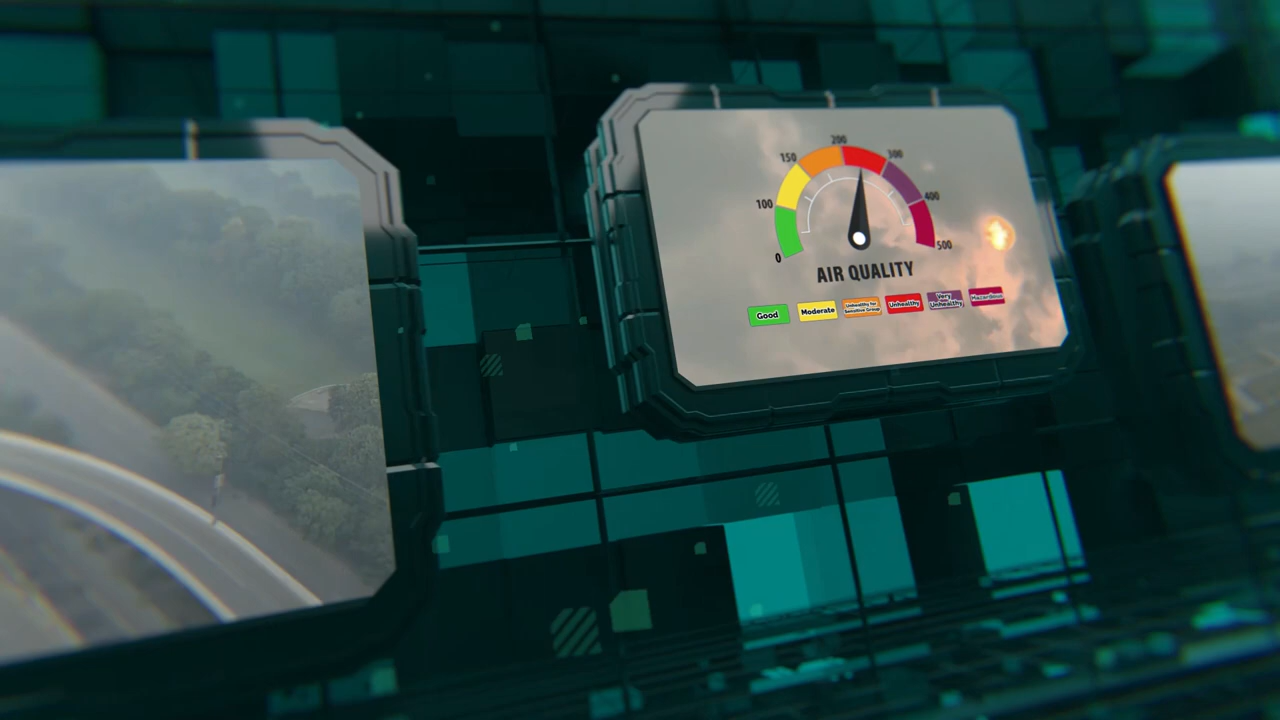 200
150
300
100
400
0
500
AIR QUALITY
Good
Moderate
Unhealthy for
Sensitive Group
Unhealthy
Very
Unhealthy
Hazardous